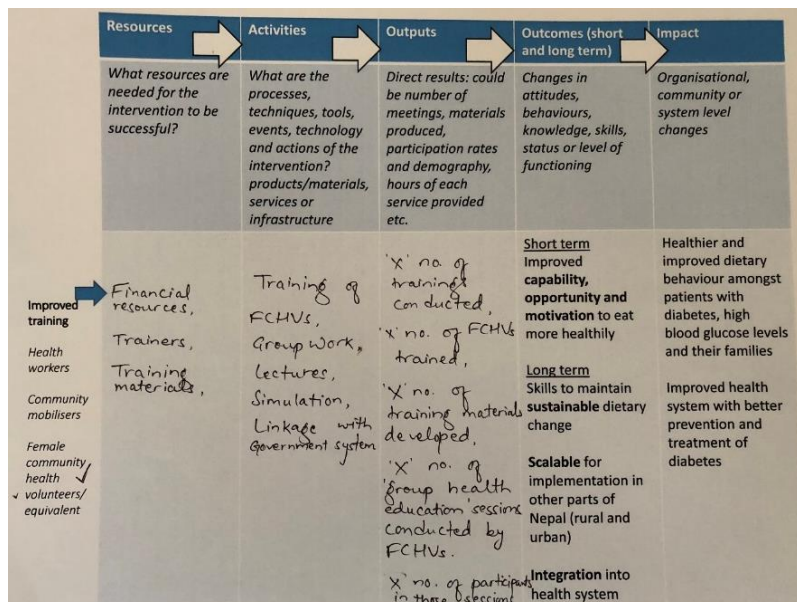 Resources
Activities
Outputs
Outcomes (short
and long term)
Impact
What resources are
needed for the
intervention to be
successful?
What are the
processes,
techniques, tools,
events, technology
and actions of the
intervention?
products/materials,
services or
infrastructure
Direct results: could
be number of
meetings, materials
produced,
participation rates
and demography,
hours of each
service provided
etc.
Changes in
attitudes,
behaviours,
knowledge, skills,
status or level of
functioning
Organisational,
community or
system level
changes
Improved
training
Health
workers
Community
mobilisers
Female
community
health
volunteers/
equivalent
Financial
resources,
Trainers,
Training
materials,
Training of
FCHVs,
Group Work,
Lectures,
Simulation,
Linkage with
Government system
'X' no. of
trainings
conducted,
'X' no. of FCHVs
trained,
'X' no. of
training materials
developed,
'X' no. of
'group health
education' sessions
conducted by
FCHVs.
'X' no. of participants
in those sessions
Short term
Improved
capability,
opportunity and
motivation to eat
more healthily
Long term
Skills to maintain
sustainable dietary
change
Scalable for
implementation in
other parts of
Nepal (rural and
urban)
Integration into
health system
Healthier and
improved dietary
behaviour amongst
patients with
diabetes, high
blood glucose levels
and their families
Improved health
system with better
prevention and
treatment of
diabetes